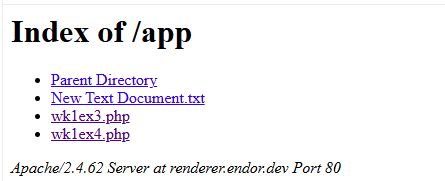 Index of /app
Parent Directory
New Text Document.txt
wk1ex3.php
wk1ex4.php
Apache/2.4.62 Server at renderer.endor.dev Port 80